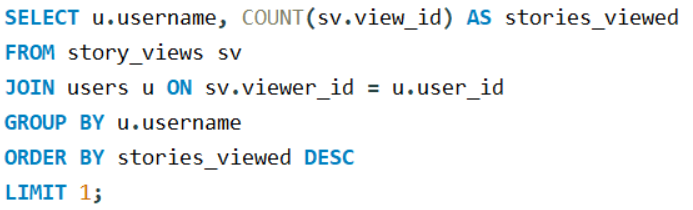 SELECT u.username, COUNT(sv.view_id) AS stories_viewed
FROM story_views sv
JOIN users u ON sv.viewer_id = u.user_id
GROUP BY u.username
ORDER BY stories_viewed DESC
LIMIT 1;